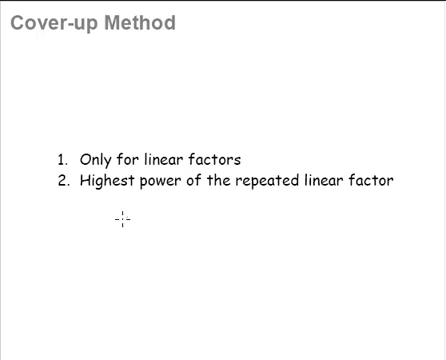 Cover-up Method
1. Only for linear factors
2. Highest power of the repeated linear factor